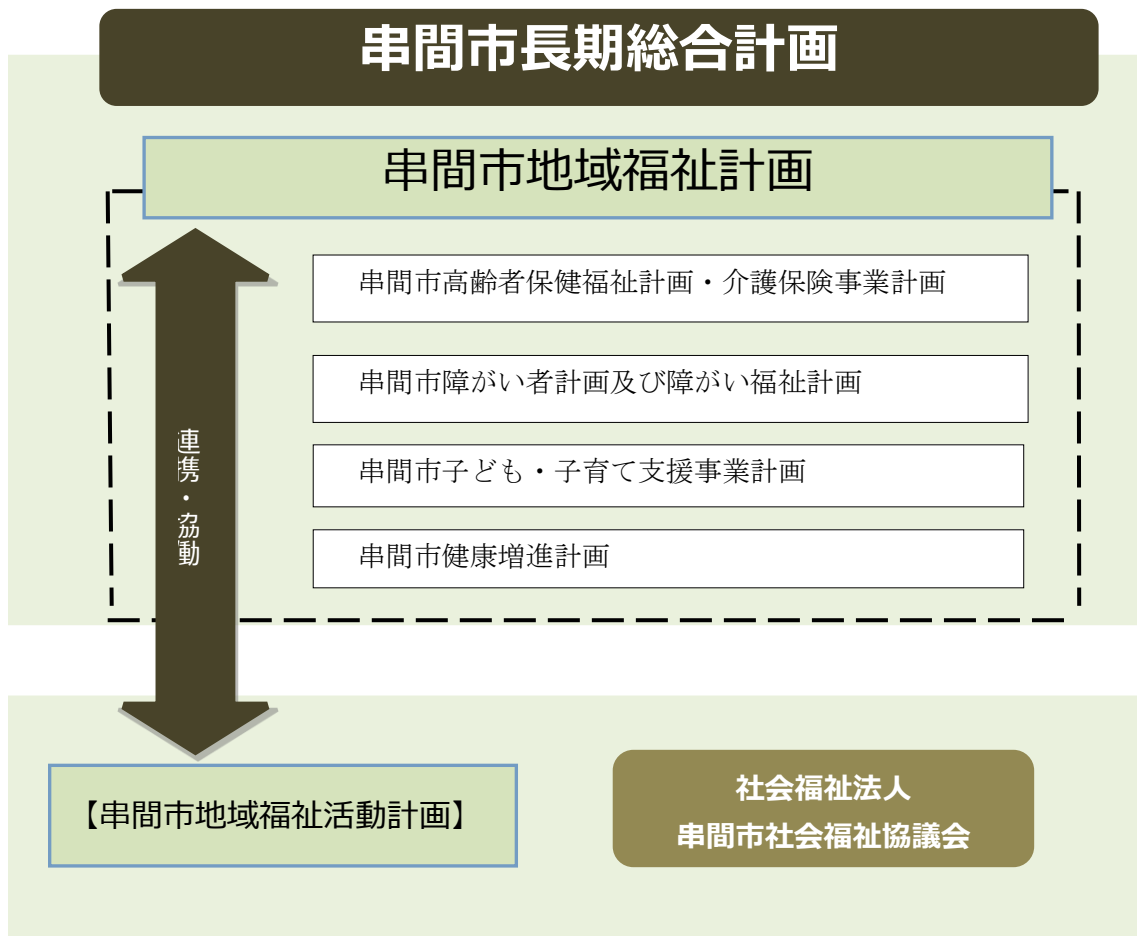 串間市長期総合計画
串間市地域福祉計画
串間市高齢者保健福祉計画・介護保険事業計画
串間市障がい者計画及び障がい福祉計画
串間市子ども・子育て支援事業計画
串間市健康増進計画
連携・協働
【串間市地域福祉活動計画】
社会福祉法人
串間市社会福祉協議会